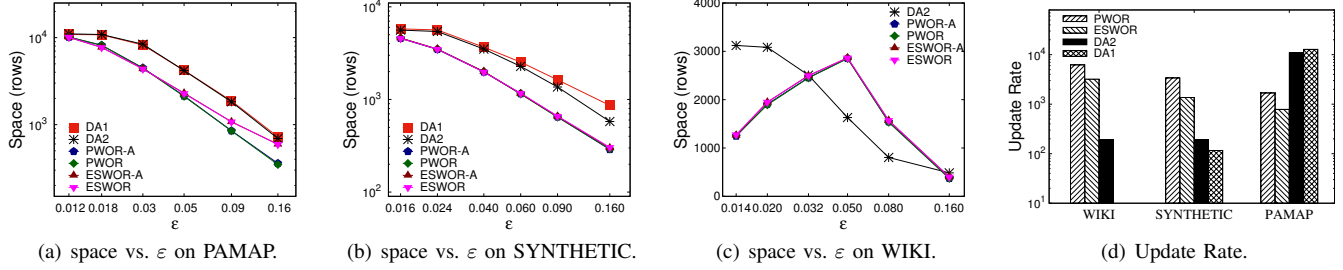 Space (rows)
10^4
10^3
DA1
DA2
PWOR-A
PWOR
ESWOR-A
ESWOR
0.012 0.018 0.03 0.05 0.09 0.16
ε
(a) space vs. ε on PAMAP.
Space (rows)
10^4
10^3
10^2
DA1
DA2
PWOR-A
PWOR
ESWOR-A
ESWOR
0.016 0.024 0.040 0.060 0.090 0.160
ε
(b) space vs. ε on SYNTHETIC.
Space (rows)
4000
3000
2000
1000
0
DA2
PWOR-A
PWOR
ESWOR-A
ESWOR
0.014 0.020 0.032 0.050 0.080 0.160
ε
(c) space vs. ε on WIKI.
Update Rate
10^4
10^3
10^2
10^1
PWOR
ESWOR
DA2
DA1
WIKI SYNTHETIC PAMAP
(d) Update Rate.